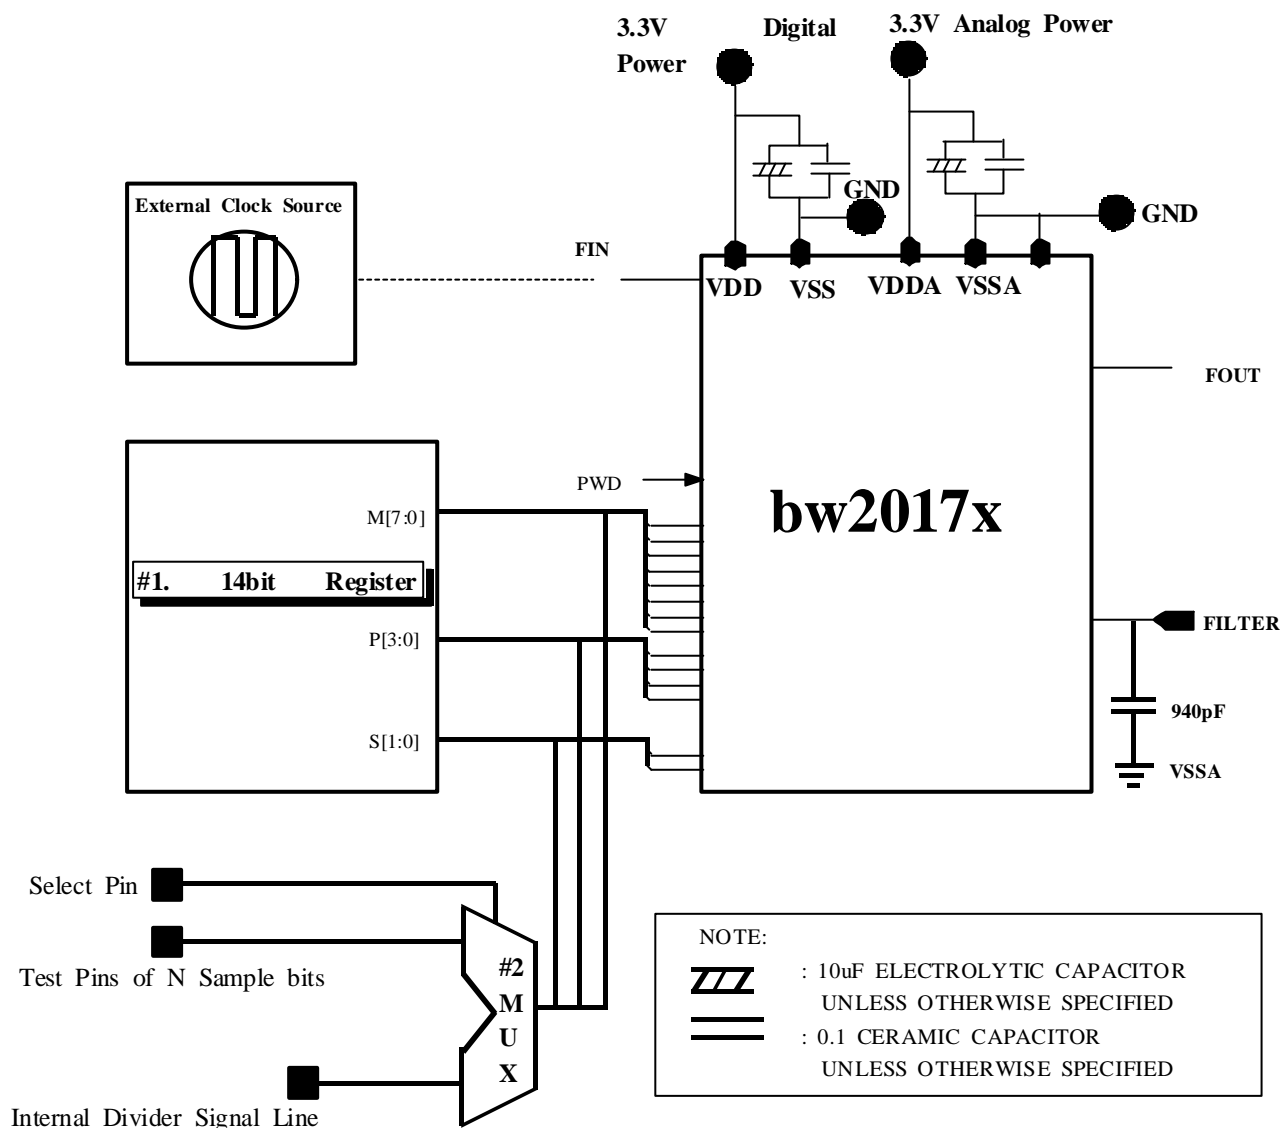 3.3V Digital
Power
3.3V Analog Power
GND
GND
External Clock Source
FIN
VDD
VSS
VDDA
VSSA
FOUT
PWD
bw2017x
M[7:0]
#1. 14bit Register
P[3:0]
S[1:0]
FILTER
940pF
VSSA
Select Pin
Test Pins of N Sample bits
#2
M
U
X
Internal Divider Signal Line
NOTE:
: 10uF ELECTROLYTIC CAPACITOR
UNLESS OTHERWISE SPECIFIED
: 0.1 CERAMIC CAPACITOR
UNLESS OTHERWISE SPECIFIED